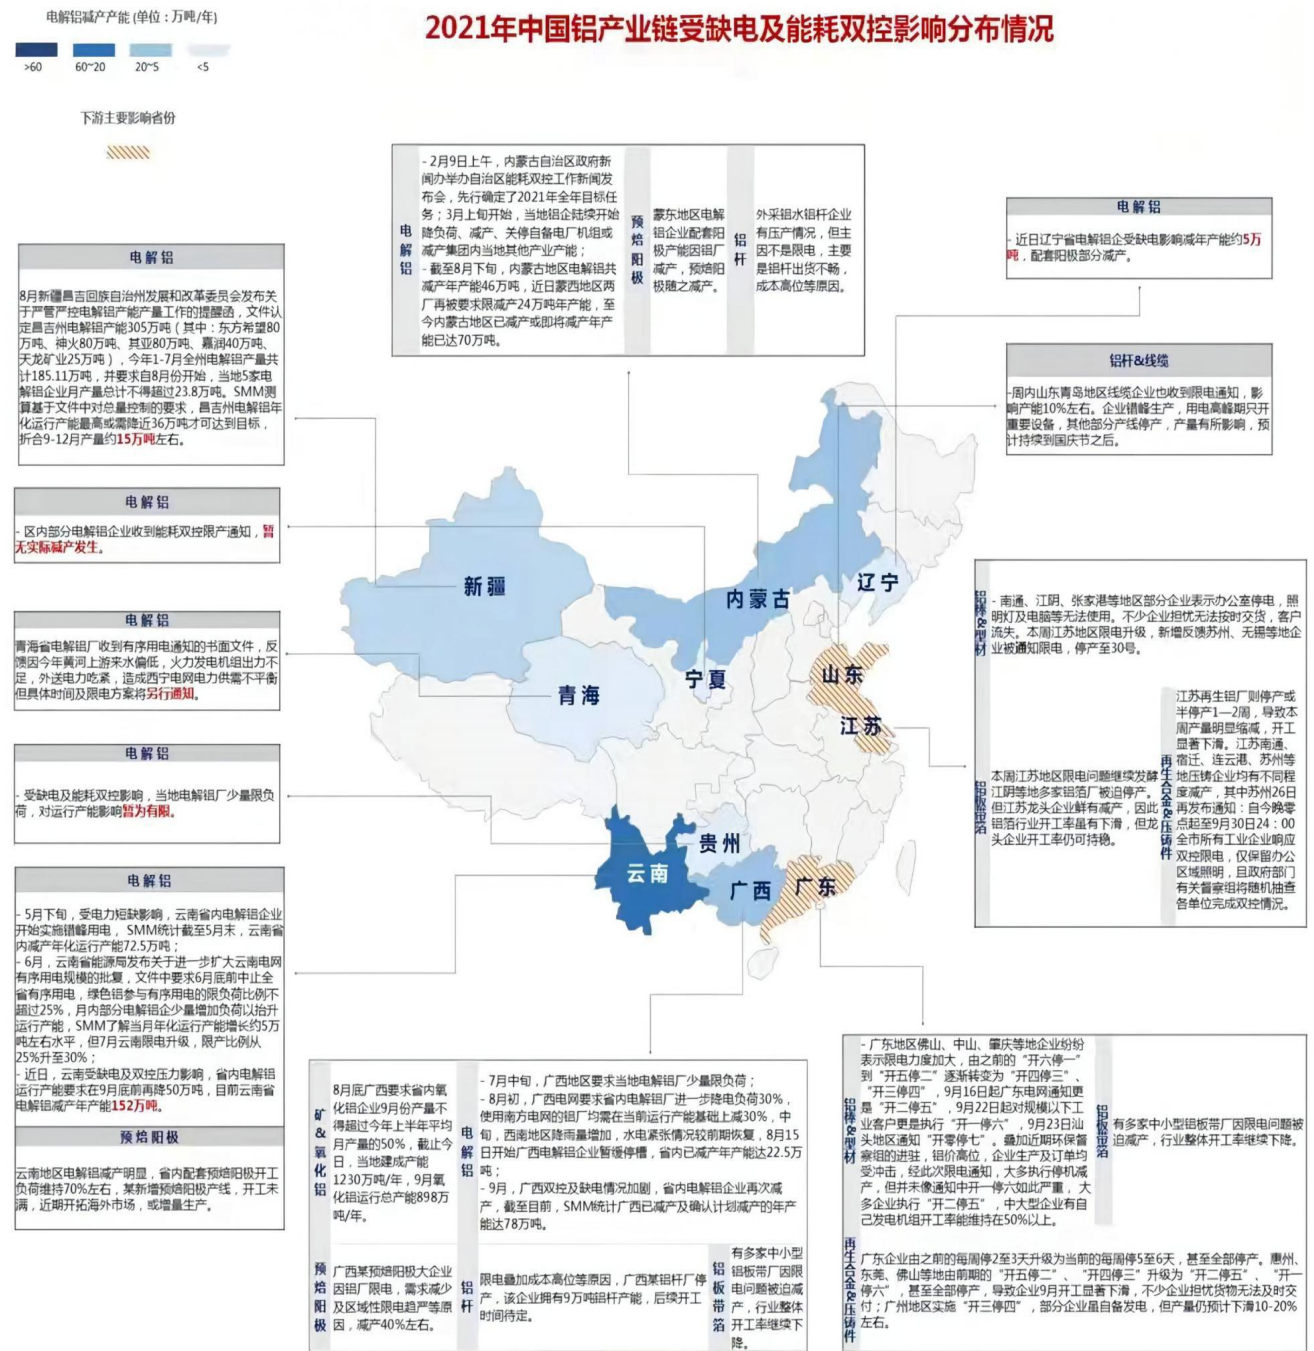 2021年中国铝产业链受缺电及能耗双控影响分布情况
电解铝减产产能 (单位：万吨/年)
>60
60~20
20~5
<5
下游主要影响省份
电解铝
- 2月9日上午，内蒙古自治区政府新
闻办举办自治区能耗双控工作新闻发
布会，先行确定了2021年全年目标任
务；3月上旬开始，当地铝企陆续开始
降负荷、减产、关停自备电厂机组或
减产集团内当地其他产业产能；
- 截至8月下旬，内蒙古地区电解铝共
减产年产能46万吨，近日蒙西地区两
厂再被要求限减产24万吨年产能，至
今内蒙古地区已减产或即将减产年产
能已达70万吨。
预焙阳极
蒙东地区电解
铝企业配套阳
极产能因铝厂
减产，预焙阳
极随之减产。
铝杆
外采铝水铝杆企业
有压产情况，但主
因不是限电，主要
是铝杆出货不畅，
成本高位等原因。
电解铝
- 近日辽宁省电解铝企受缺电影响减年产能约5万
吨，配套阳极部分减产。
铝杆&线缆
-周内山东青岛地区线缆企业也收到限电通知，影
响产能10%左右。企业错峰生产，用电高峰期只开
重要设备，其他部分产线停产，产量有所影响，预
计持续到国庆节之后。
电解铝
8月新疆昌吉回族自治州发展和改革委员会发布关
于严管严控电解铝产能产量工作的提醒函，文件认
定昌吉州电解铝产能305万吨（其中：东方希望80
万吨、神火80万吨、其亚80万吨、嘉润40万吨、
天龙矿业25万吨），今年1-7月全州电解铝产量共
计185.11万吨，并要求自8月份开始，当地5家电
解铝企业月产量总计不得超过23.8万吨。SMM测
算基于文件中对总量控制的要求，昌吉州电解铝年
化运行产能最高或需降近36万吨才可达到目标，
折合9-12月产量约15万吨左右。
电解铝
- 区内部分电解铝企业收到能耗双控限产通知，暂
无实际减产发生。
电解铝
青海省电解铝厂收到有序用电通知的书面文件，反
馈因今年黄河上游来水偏低，火力发电机组出力不
足，外送电力吃紧，造成西宁电网电力供需不平衡
但具体时间及限电方案将另行通知。
电解铝
- 受缺电及能耗双控影响，当地电解铝厂少量限负
荷，对运行产能影响暂为有限。
电解铝
- 5月下旬，受电力短缺影响，云南省内电解铝企业
开始实施错峰用电， SMM统计截至5月末，云南省
内减产年化运行产能72.5万吨；
- 6月，云南省能源局发布关于进一步扩大云南电网
有序用电规模的批复，文件中要求6月底前中止全
省有序用电，绿色铝参与有序用电的限负荷比例不
超过25%，月内部分电解铝企少量增加负荷以抬升
运行产能，SMM了解当月年化运行产能增长约5万
吨左右水平，但7月云南限电升级，限产比例从
25%升至30%；
- 近日，云南受缺电及双控压力影响，省内电解铝
运行产能要求在9月底前再降50万吨，目前云南省
电解铝减产年产能152万吨。
预焙阳极
云南地区电解铝减产明显，省内配套预焙阳极开工
负荷维持70%左右，某新增预焙阳极产线，开工未
满，近期开拓海外市场，或增量生产。
新疆
内蒙古
辽宁
宁夏
青海
山东
江苏
贵州
云南
广西
广东
铝棒&型材
- 南通、江阴、张家港等地区部分企业表示办公室停电，照
明灯及电脑等无法使用。不少企业担忧无法按时交货，客户
流失。本周江苏地区限电升级，新增反馈苏州、无锡等地企
业被通知限电，停产至30号。
铝板带箔
本周江苏地区限电问题继续发酵
江阴等地多家铝箔厂被迫停产。
但江苏龙头企业鲜有减产，因此
铝箔行业开工率虽有下滑，但龙
头企业开工率仍可持稳。
再生合金&压铸件
江苏再生铝厂则停产或
半停产1—2周，导致本
周产量明显缩减，开工
显著下滑。江苏南通、
宿迁、连云港、苏州等
地压铸企业均有不同程
度减产，其中苏州26日
再发布通知：自今晚零
点起至9月30日24：00
全市所有工业企业响应
双控限电，仅保留办公
区域照明，且政府部门
有关督察组将随机抽查
各单位完成双控情况。
矿&氧化铝
8月底广西要求省内氧
化铝企业9月份产量不
得超过今年上半年平均
月产量的50%，截止今
日，当地建成产能
1230万吨/年，9月氧
化铝运行总产能898万
吨/年。
电解铝
- 7月中旬，广西地区要求当地电解铝厂少量限负荷；
- 8月初，广西电网要求省内电解铝厂进一步降电负荷30%，
使用南方电网的铝厂均需在当前运行产能基础上减30%，中
旬，西南地区降雨量增加，水电紧张情况较前期恢复，8月15
日开始广西电解铝企业暂缓停槽，省内已减产年产能达22.5万
吨；
- 9月，广西双控及缺电情况加剧，省内电解铝企业再次减
产，截至目前，SMM统计广西已减产及确认计划减产的年产
能达78万吨。
预焙阳极
广西某预焙阳极大企业
因铝厂限电，需求减少
及区域性限电趋严等原
因，减产40%左右。
铝杆
限电叠加成本高位等原因，广西某铝杆厂停
产，该企业拥有9万吨铝杆产能，后续开工
时间待定。
铝板带箔
有多家中小型
铝板带厂因限
电问题被迫减
产，行业整体
开工率继续下
降。
铝棒&型材
- 广东地区佛山、中山、肇庆等地企业纷纷
表示限电力度加大，由之前的“开六停一”
到“开五停二”逐渐转变为“开四停三”、
“开三停四”，9月16日起广东电网通知更
是“开二停五”，9月22日起对规模以下工
业客户更是执行“开一停六”，9月23日汕
头地区通知“开零停七”。叠加近期环保督
察组的进驻，铝价高位，企业生产及订单均
受冲击，经此次限电通知，大多执行停机减
产，但并未像通知中开一停六如此严重，大
多企业执行“开二停五”，中大型企业有自
己发电机组开工率能维持在50%以上。
铝板带箔
有多家中小型铝板带厂因限电问题被
迫减产，行业整体开工率继续下降。
再生合金&压铸件
广东企业由之前的每周停2至3天升级为当前的每周停5至6天，甚至全部停产。惠州、
东莞、佛山等地由前期的“开五停二”、“开四停三”升级为“开二停五”、“开一
停六”，甚至全部停产，导致企业9月开工显著下滑，不少企业担忧货物无法及时交
付；广州地区实施“开三停四”，部分企业虽自备发电，但产量仍预计下滑10-20%
左右。